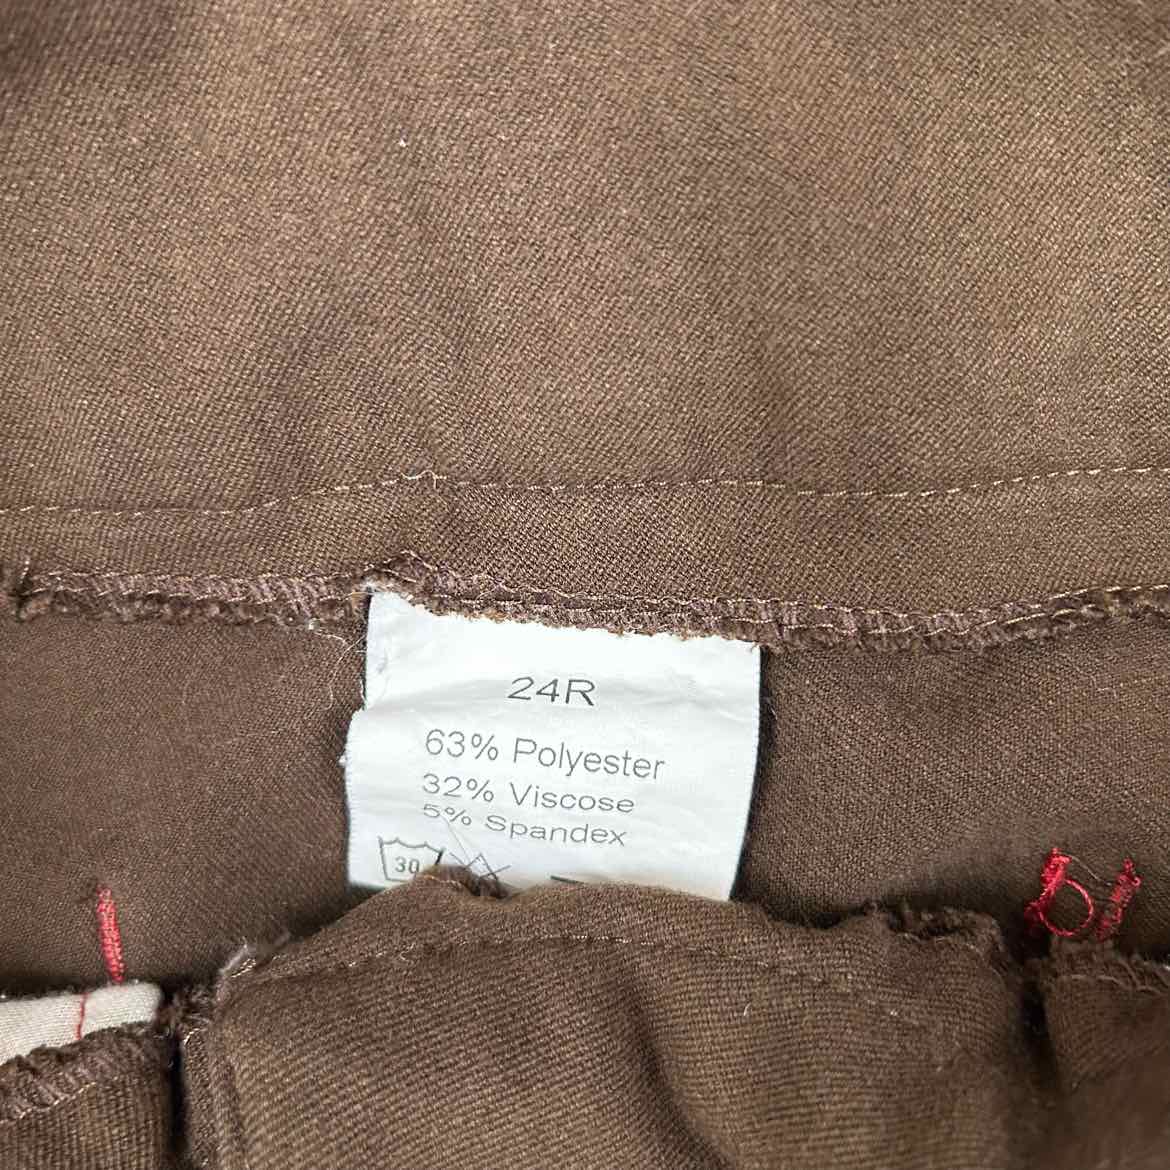 24R
63% Polyester
32% Viscose
5% Spandex
30